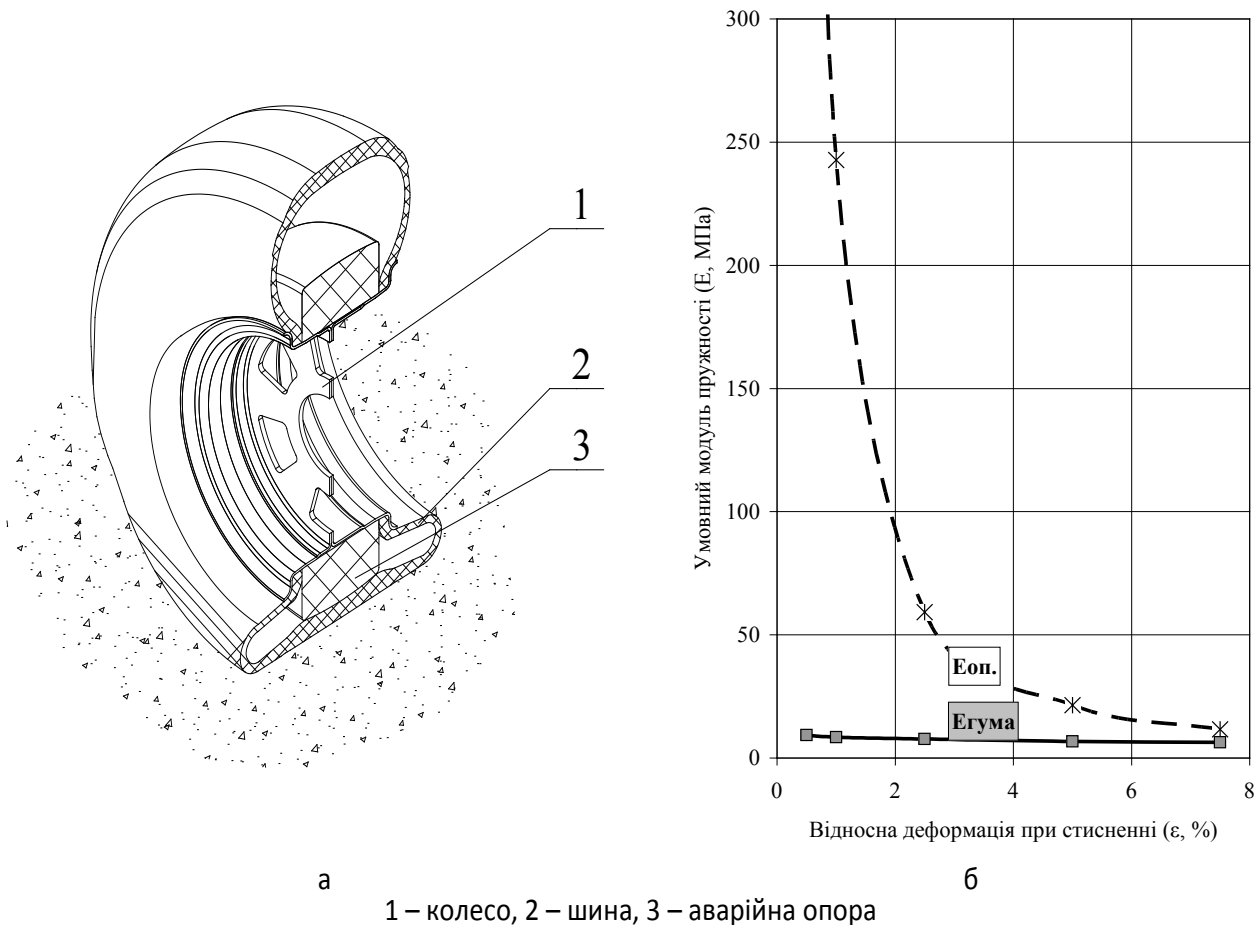 1
2
3
Умовний модуль пружності (E, МПа)
300
250
200
150
100
50
0
Еоп.
Егума
0 2 4 6 8
Відносна деформація при стисненні (ε, %)
а
б
1 – колесо, 2 – шина, 3 – аварійна опора